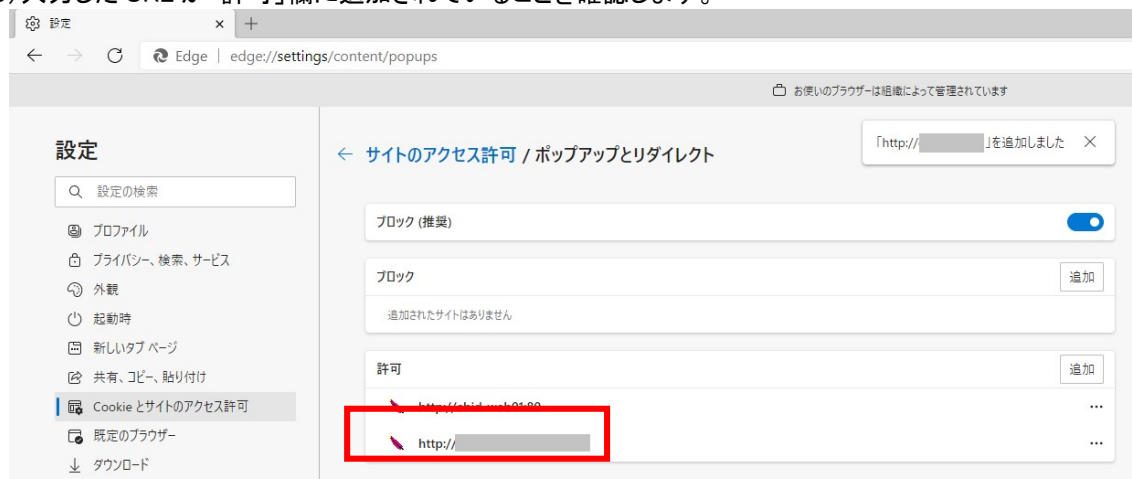 入力した URL が「許可」欄に追加されていることを確認します。
設定
Edge | edge://settings/content/popups
お使いのブラウザーは組織によって管理されています
設定
サイトのアクセス許可 / ポップアップとリダイレクト
「http:// 」を追加しました
設定の検索
ブロック (推奨)
プロファイル
プライバシー、検索、サービス
ブロック
追加
外観
追加されたサイトはありません
起動時
新しいタブ ページ
許可
追加
共有、コピー、貼り付け
Cookie とサイトのアクセス許可
http://
既定のブラウザー
ダウンロード